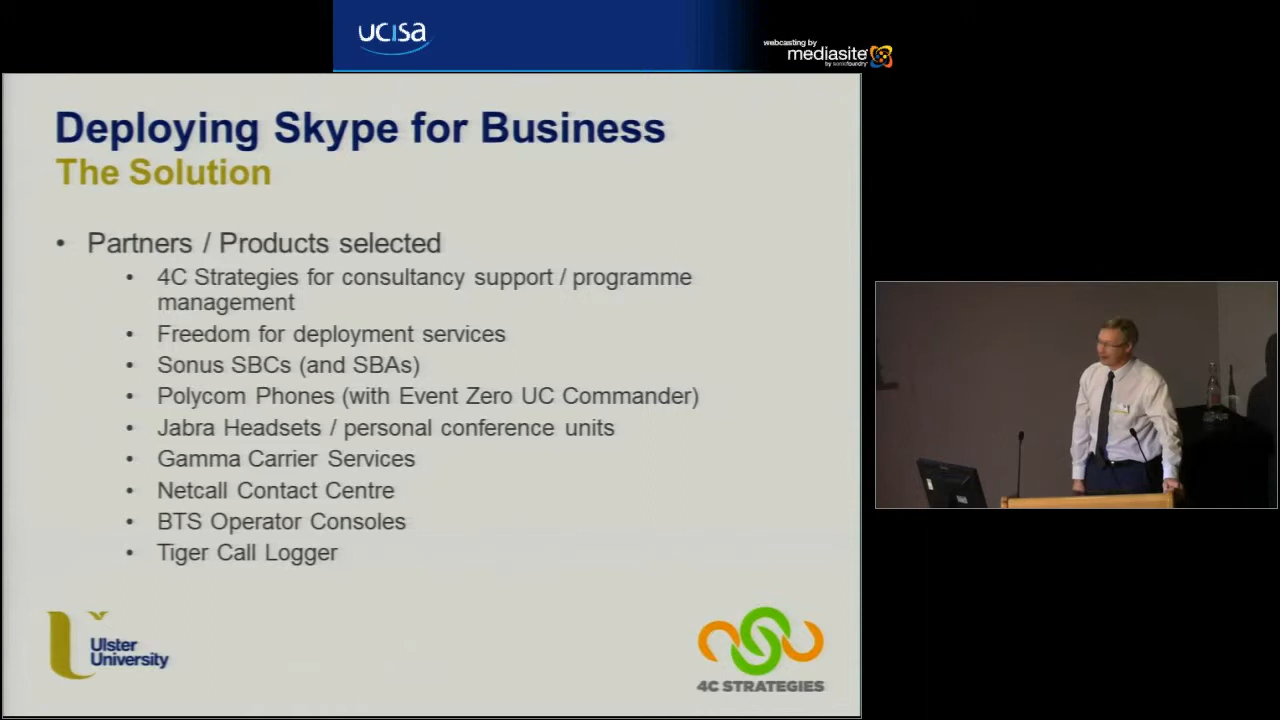 ucisa
webcasting by
mediasite
by sonicfoundry
Deploying Skype for Business
The Solution
• Partners / Products selected
• 4C Strategies for consultancy support / programme
management
• Freedom for deployment services
• Sonus SBCs (and SBAs)
• Polycom Phones (with Event Zero UC Commander)
• Jabra Headsets / personal conference units
• Gamma Carrier Services
• Netcall Contact Centre
• BTS Operator Consoles
• Tiger Call Logger
Ulster
University
4C STRATEGIES